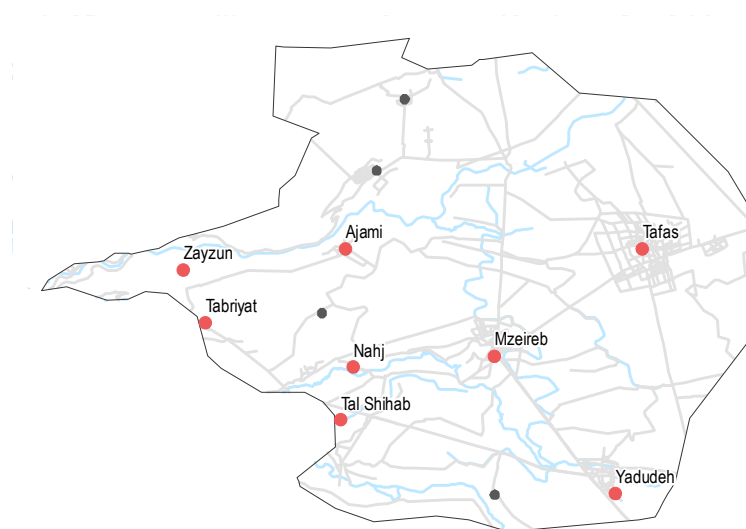 Ajami
Tafas
Zayzun
Tabriyat
Mzeireb
Nahj
Tal Shihab
Yadudeh